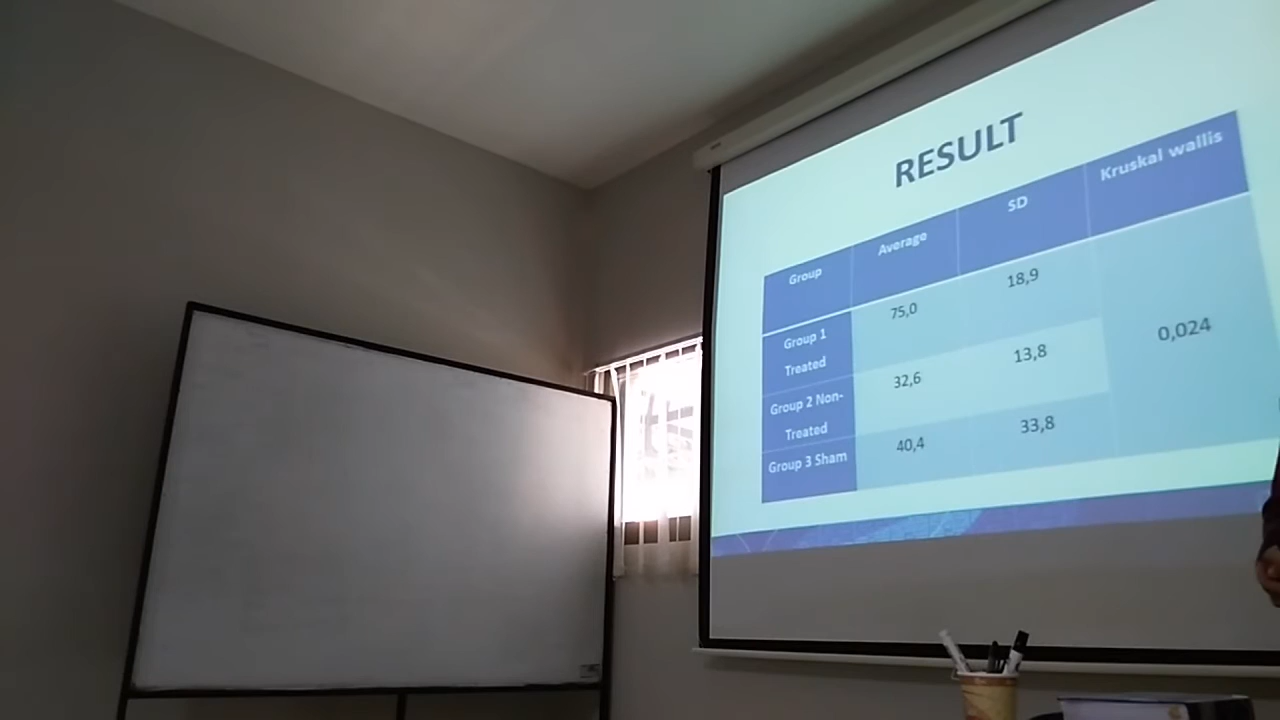 RESULT
Group Average SD Kruskal wallis
Group 1
Treated
75,0 18,9
Group 2 Non-
Treated
32,6 13,8
Group 3 Sham
40,4 33,8
0,024